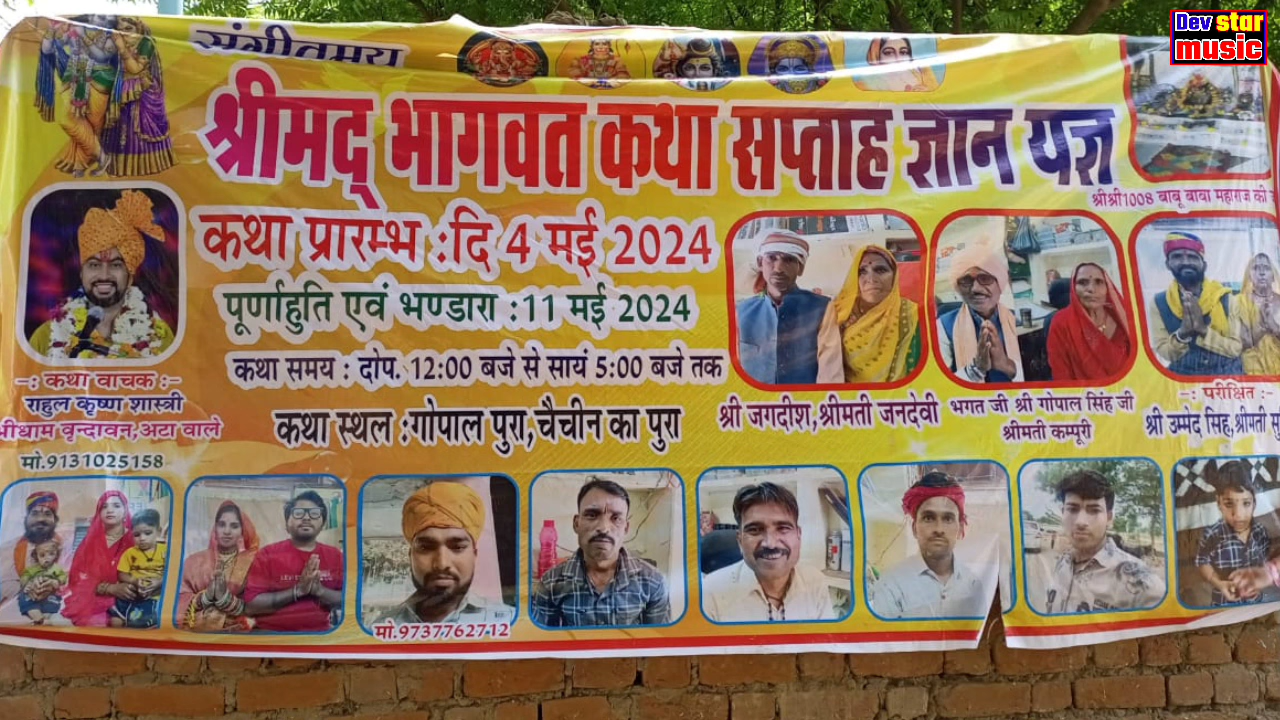 Dev star
music
संगीतमय
श्रीमद् भागवत कथा सप्ताह ज्ञान यज्ञ
श्रीश्री1008 बाबू बाबा महाराज की
कथा प्रारम्भ :दि 4 मई 2024
पूर्णाहुति एवं भण्डारा :11 मई 2024
कथा समय : दोप. 12:00 बजे से सायं 5:00 बजे तक
कथा स्थल :गोपाल पुरा,चैचीन का पुरा
-: कथा वाचक :-
राहुल कृष्ण शास्त्री
श्रीधाम वृन्दावन,अटा वाले
मो.9131025158
श्री जगदीश,श्रीमती जनदेवी
भगत जी श्री गोपाल सिंह जी
श्रीमती कम्पूरी
-: परीक्षित :-
श्री उम्मेद सिह,श्रीमती
मो.9737762712